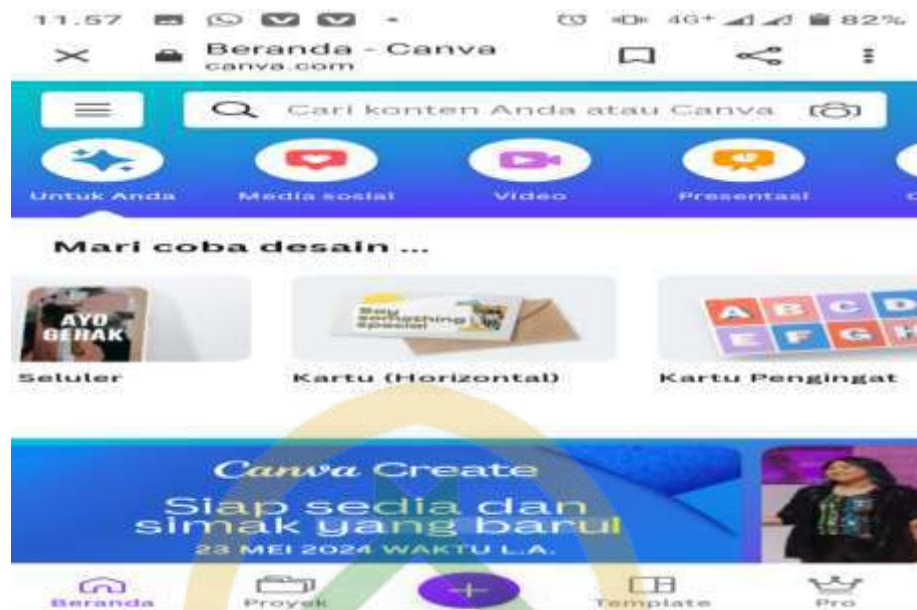 11.57 4G+ 82%
Beranda - Canva
canva.com
Cari konten Anda atau Canva
Untuk Anda Media sosial Video Presentasi
Mari coba desain ...
AYO
GERAK
Say
something
special
A B C D
E F G H
Seluler Kartu (Horizontal) Kartu Pengingat
Canva Create
Siap sedia dan
simak yang baru!
23 MEI 2024 WAKTU L.A.
Beranda Proyek Template Pro